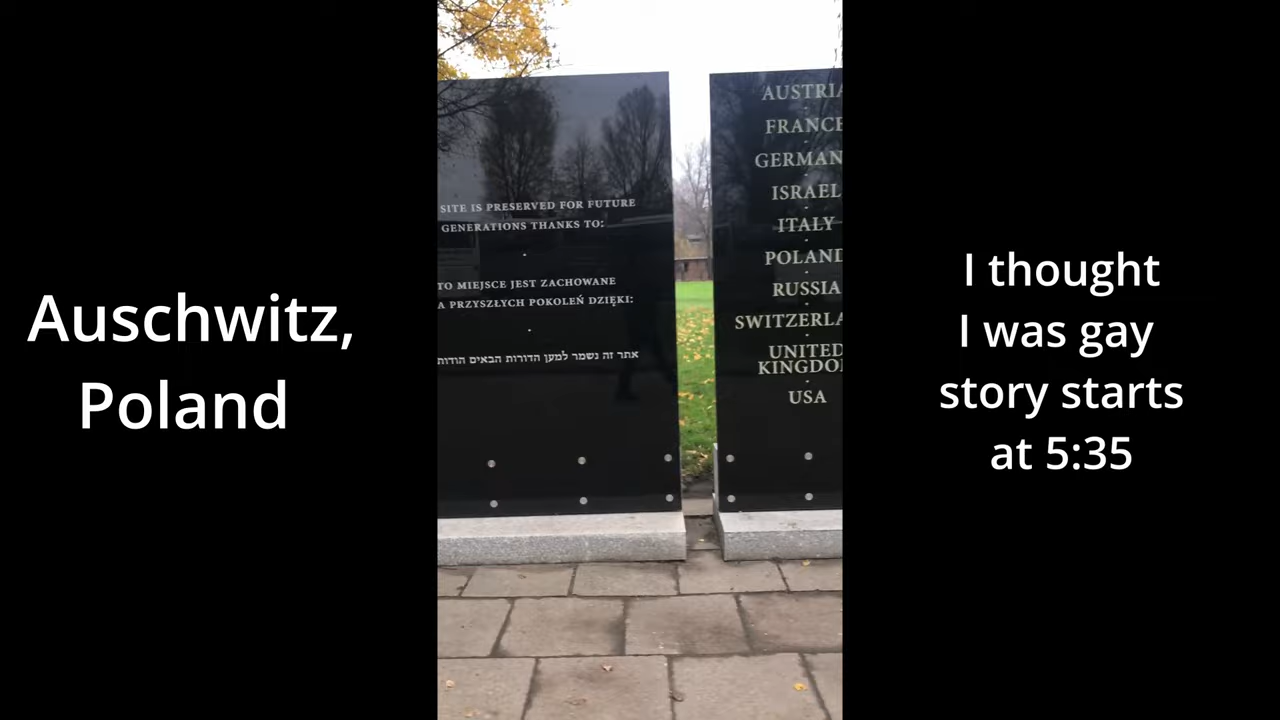 Auschwitz,
Poland
SITE IS PRESERVED FOR FUTURE
GENERATIONS THANKS TO:
TO MIEJSCE JEST ZACHOWANE
A PRZYSZŁYCH POKOLEŃ DZIĘKI:
אתר זה נשמר למען הדורות הבאים הודות
AUSTRIA
FRANCE
GERMAN
ISRAEL
ITALY
POLAND
RUSSIA
SWITZERLA
UNITED
KINGDO
USA
I thought
I was gay
story starts
at 5:35